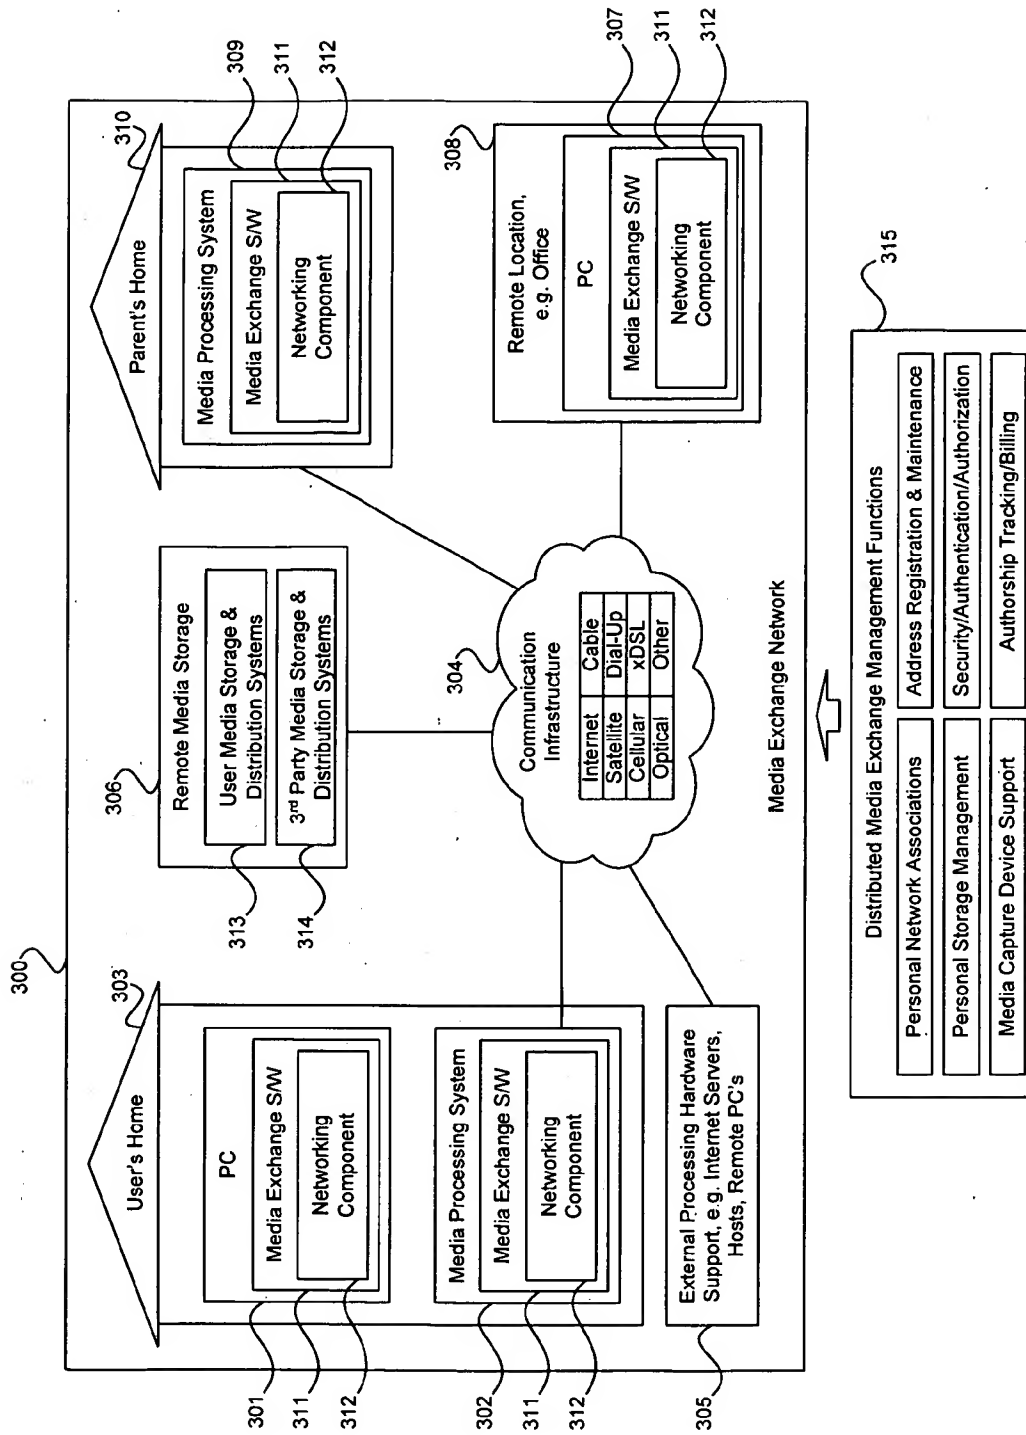 300
303
User's Home
PC
Media Exchange S/W
Networking
Component
301
311
312
Media Processing System
Media Exchange S/W
Networking
Component
302
311
312
External Processing Hardware
Support, e.g. Internet Servers,
Hosts, Remote PC's
305
306
Remote Media Storage
User Media Storage &
Distribution Systems
3rd Party Media Storage &
Distribution Systems
313
314
304
Communication
Infrastructure
Internet Cable
Satellite Dial-Up
Cellular xDSL
Optical Other
310
Parent's Home
Media Processing System
Media Exchange S/W
Networking
Component
309
311
312
308
Remote Location,
e.g. Office
PC
Media Exchange S/W
Networking
Component
307
311
312
Media Exchange Network
315
Distributed Media Exchange Management Functions
Personal Network Associations
Address Registration & Maintenance
Personal Storage Management
Security/Authentication/Authorization
Media Capture Device Support
Authorship Tracking/Billing